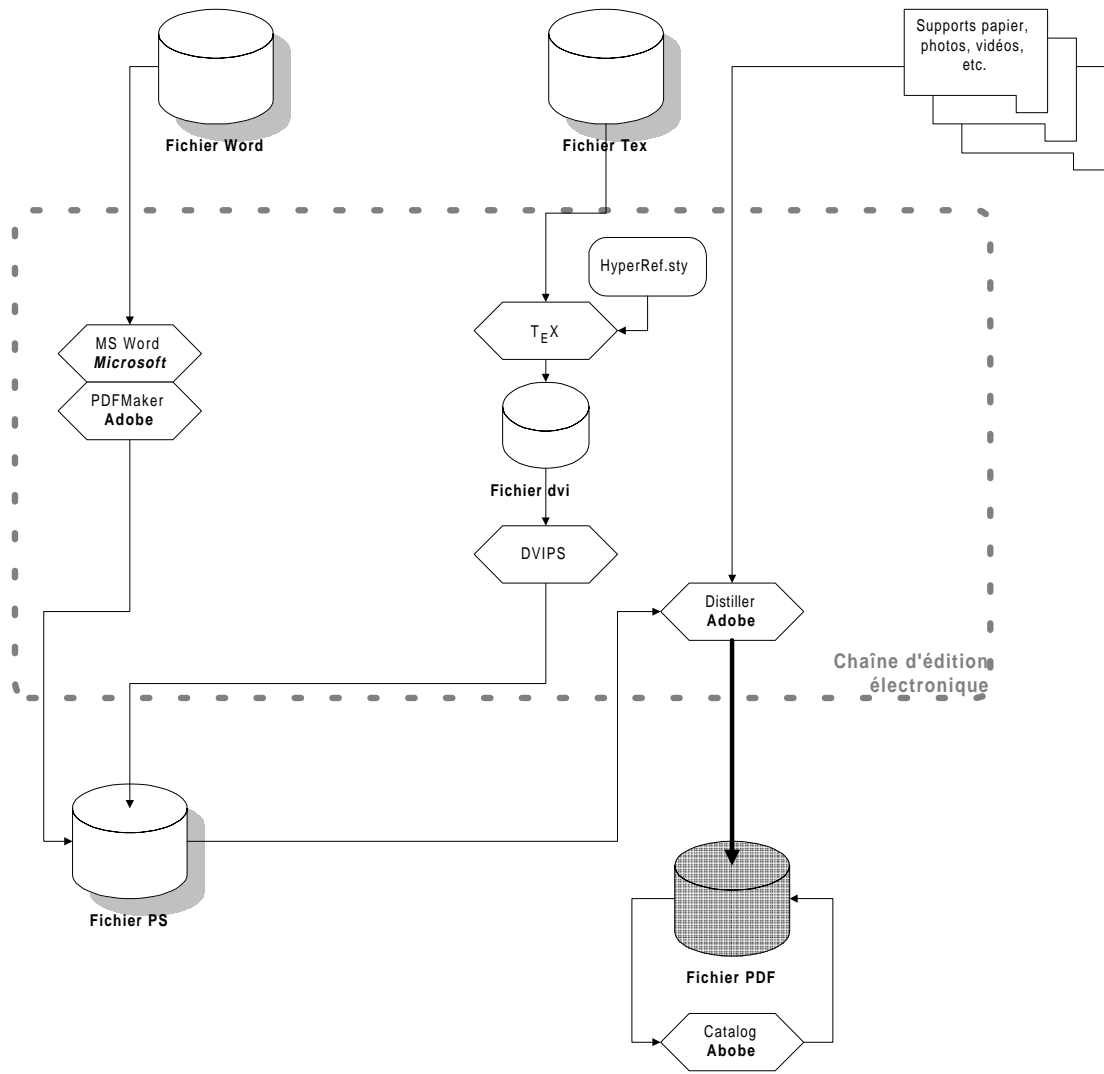 Supports papier,
photos, vidéos,
etc.
Fichier Word
Fichier Tex
HyperRef.sty
TEX
MS Word
Microsoft
PDFMaker
Adobe
Fichier dvi
DVIPS
Distiller
Adobe
Chaîne d'édition
électronique
Fichier PS
Fichier PDF
Catalog
Abobe